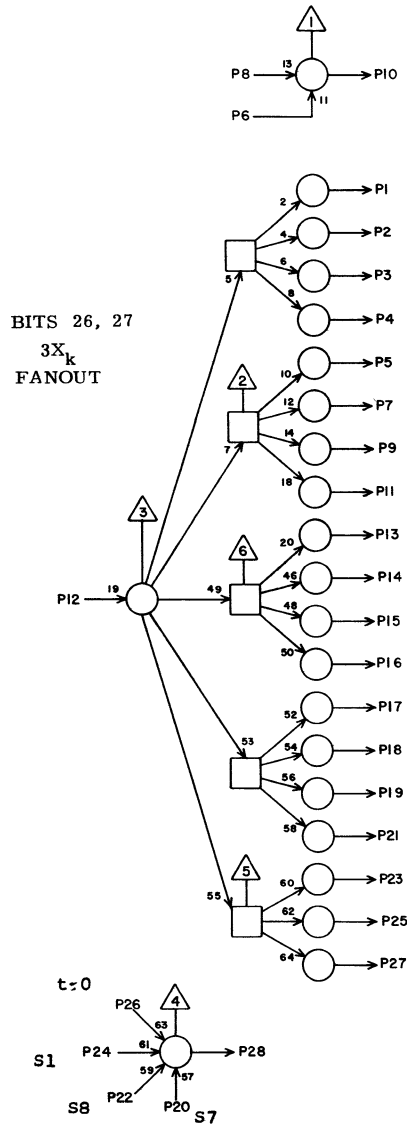 1
P8 13 P10
P6 11
2 P1
4 P2
5 6 P3
8 P4
BITS 26, 27
3Xk
FANOUT
2
10 P5
12 P7
7 14 P9
18 P11
3
6
20 P13
P12 19 49 46 P14
48 P15
50 P16
52 P17
53 54 P18
56 P19
58 P21
5
55 60 P23
62 P25
64 P27
t=0
4
P26 63
S1 P24 61 P28
59 57
S8 P22 P20 S7